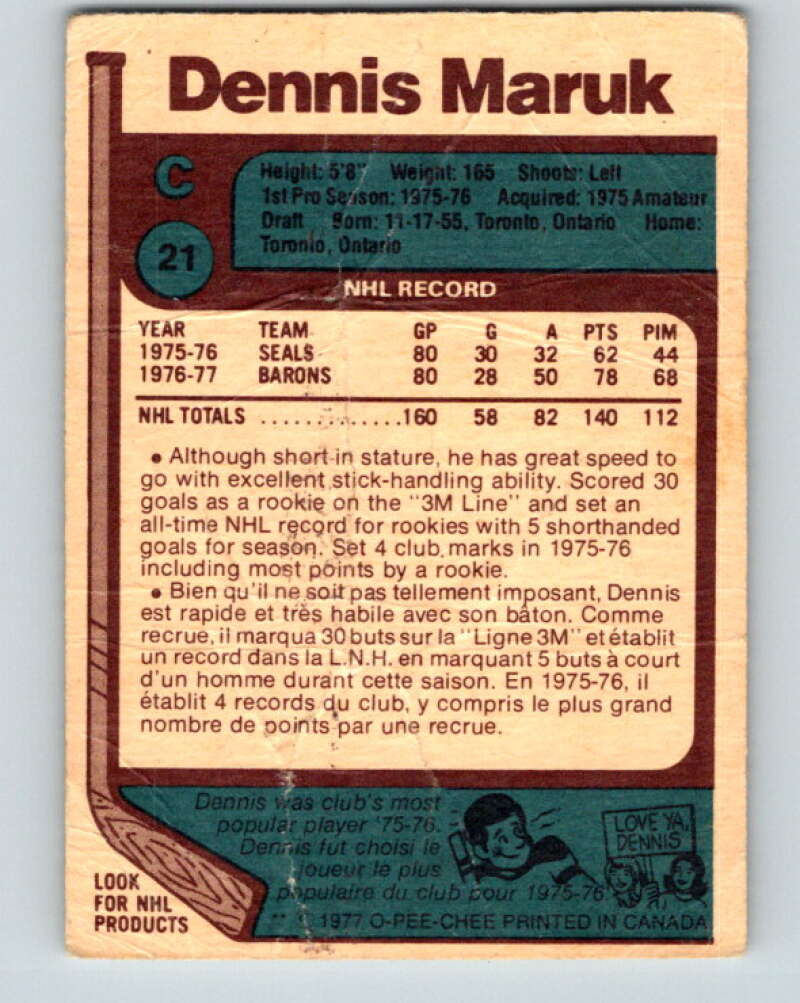 Dennis Maruk
C
Height: 5'8" Weight: 165 Shoots: Left
1st Pro Season: 1975-76 Acquired: 1975 Amateur
Draft Born: 11-17-55, Toronto, Ontario Home:
Toronto, Ontario
21
NHL RECORD
YEAR TEAM GP G A PTS PIM
1975-76 SEALS 80 30 32 62 44
1976-77 BARONS 80 28 50 78 68
NHL TOTALS ..............160 58 82 140 112
• Although short in stature, he has great speed to
go with excellent stick-handling ability. Scored 30
goals as a rookie on the "3M Line" and set an
all-time NHL record for rookies with 5 shorthanded
goals for season. Set 4 club marks in 1975-76
including most points by a rookie.
• Bien qu'il ne soit pas tellement imposant, Dennis
est rapide et très habile avec son bâton. Comme
recrue, il marqua 30 buts sur la "Ligne 3M" et établit
un record dans la L.N.H. en marquant 5 buts à court
d'un homme durant cette saison. En 1975-76, il
établit 4 records du club, y compris le plus grand
nombre de points par une recrue.
Dennis was club's most
popular player '75-76.
Dennis fut choisi le
joueur le plus
populaire du club pour 1975-76
LOVE YA,
DENNIS
LOOK
FOR NHL
PRODUCTS
** © 1977 O-PEE-CHEE PRINTED IN CANADA